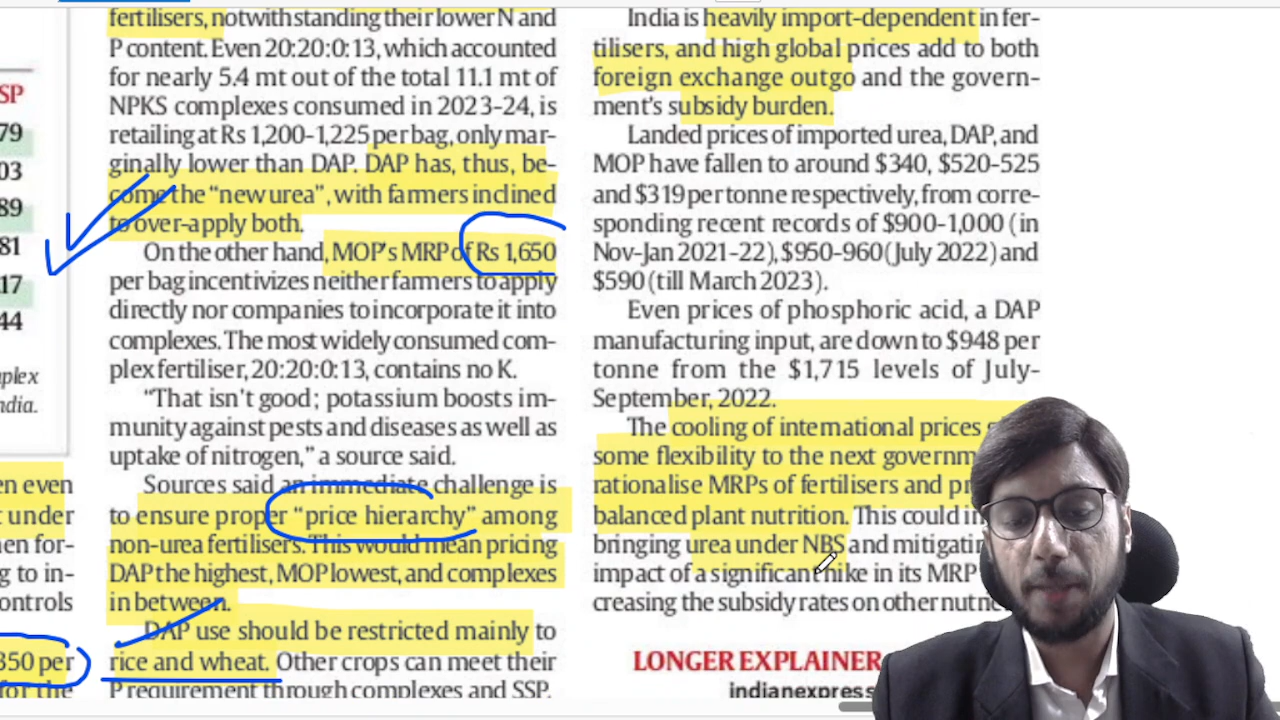 SP
79
03
89
81
17
44
plex
ndia.
en even
t under
en for-
g to in-
ontrols
350 per
for the
fertilisers, notwithstanding their lower N and
P content. Even 20:20:0:13, which accounted
for nearly 5.4 mt out of the total 11.1 mt of
NPKS complexes consumed in 2023-24, is
retailing at Rs 1,200-1,225 per bag, only mar-
ginally lower than DAP. DAP has, thus, be-
come the “new urea”, with farmers inclined
to over-apply both.
On the other hand, MOP's MRP of Rs 1,650
per bag incentivizes neither farmers to apply
directly nor companies to incorporate it into
complexes. The most widely consumed com-
plex fertiliser, 20:20:0:13, contains no K.
“That isn't good; potassium boosts im-
munity against pests and diseases as well as
uptake of nitrogen,” a source said.
Sources said an immediate challenge is
to ensure proper “price hierarchy” among
non-urea fertilisers. This would mean pricing
DAP the highest, MOP lowest, and complexes
in between.
DAP use should be restricted mainly to
rice and wheat. Other crops can meet their
P requirement through complexes and SSP.
India is heavily import-dependent in fer-
tilisers, and high global prices add to both
foreign exchange outgo and the govern-
ment's subsidy burden.
Landed prices of imported urea, DAP, and
MOP have fallen to around $340, $520-525
and $319 per tonne respectively, from corre-
sponding recent records of $900-1,000 (in
Nov-Jan 2021-22), $950-960 (July 2022) and
$590 (till March 2023).
Even prices of phosphoric acid, a DAP
manufacturing input, are down to $948 per
tonne from the $1,715 levels of July-
September, 2022.
The cooling of international prices
some flexibility to the next governm
rationalise MRPs of fertilisers and pr
balanced plant nutrition. This could in
bringing urea under NBS and mitigatin
impact of a significant hike in its MRP
creasing the subsidy rates on other nutri
LONGER EXPLAINER
indianexpress